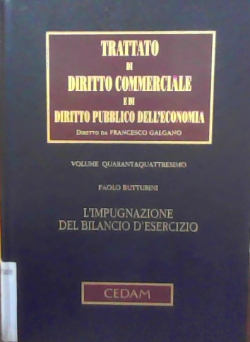 TRATTATO
DI
DIRITTO COMMERCIALE
E DI
DIRITTO PUBBLICO DELL'ECONOMIA
DIRETTO DA FRANCESCO GALGANO
VOLUME QUARANTAQUATTRESIMO
PAOLO BUTTURINI
L'IMPUGNAZIONE
DEL BILANCIO D'ESERCIZIO
CEDAM